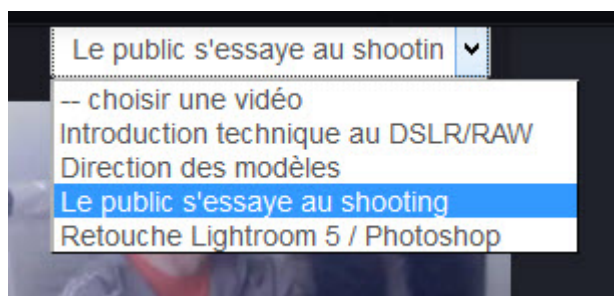 Le public s'essaye au shootin
-- choisir une vidéo
Introduction technique au DSLR/RAW
Direction des modèles
Le public s'essaye au shooting
Retouche Lightroom 5 / Photoshop